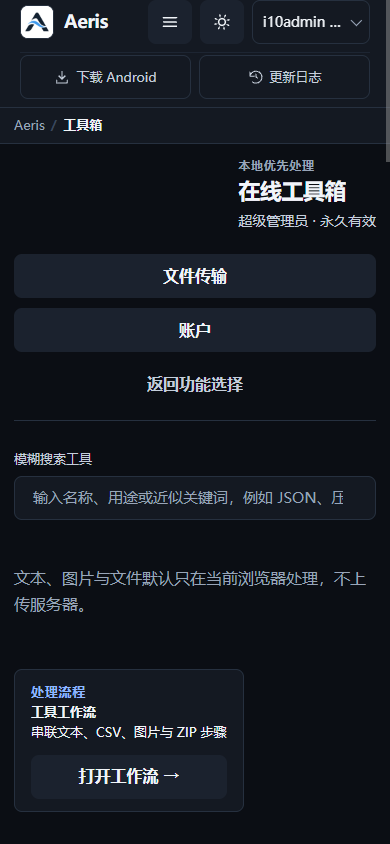 Aeris
i10admin ...
下载 Android
更新日志
Aeris / 工具箱
本地优先处理
在线工具箱
超级管理员 · 永久有效
文件传输
账户
返回功能选择
模糊搜索工具
输入名称、用途或近似关键词，例如 JSON、压
文本、图片与文件默认只在当前浏览器处理，不上
传服务器。
处理流程
工具工作流
串联文本、CSV、图片与 ZIP 步骤
打开工作流 →